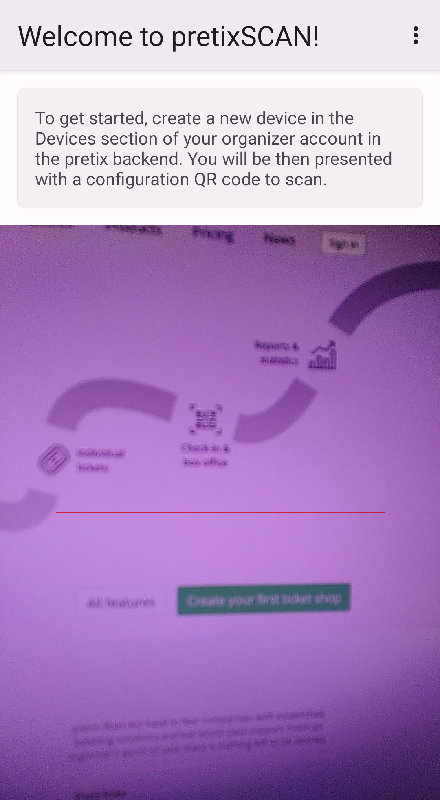 Welcome to pretixSCAN!
To get started, create a new device in the
Devices section of your organizer account in
the pretix backend. You will be then presented
with a configuration QR code to scan.
Products Pricing News Sign in
Reports &
statistics
Individual
tickets
Check-in &
box office
All features Create your first ticket shop